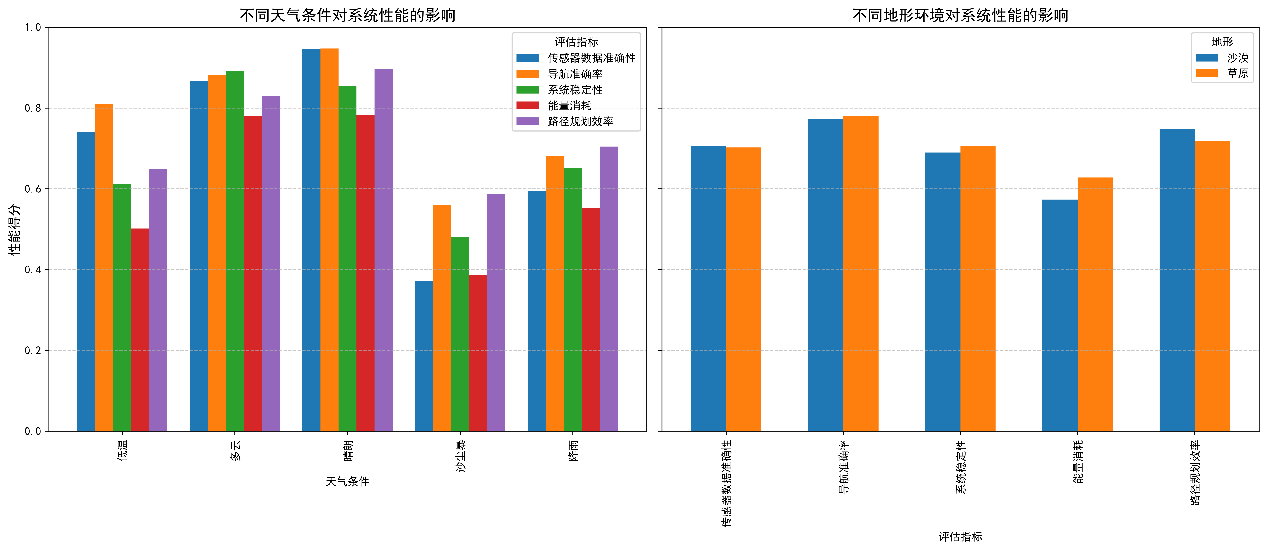 不同天气条件对系统性能的影响
性能得分
1.0
0.8
0.6
0.4
0.2
0.0
评估指标
传感器数据准确性
导航准确率
系统稳定性
能量消耗
路径规划效率
低温
多云
晴朗
沙尘暴
降雨
天气条件
不同地形环境对系统性能的影响
地形
沙漠
草原
传感器数据准确性
导航准确率
系统稳定性
能量消耗
路径规划效率
评估指标